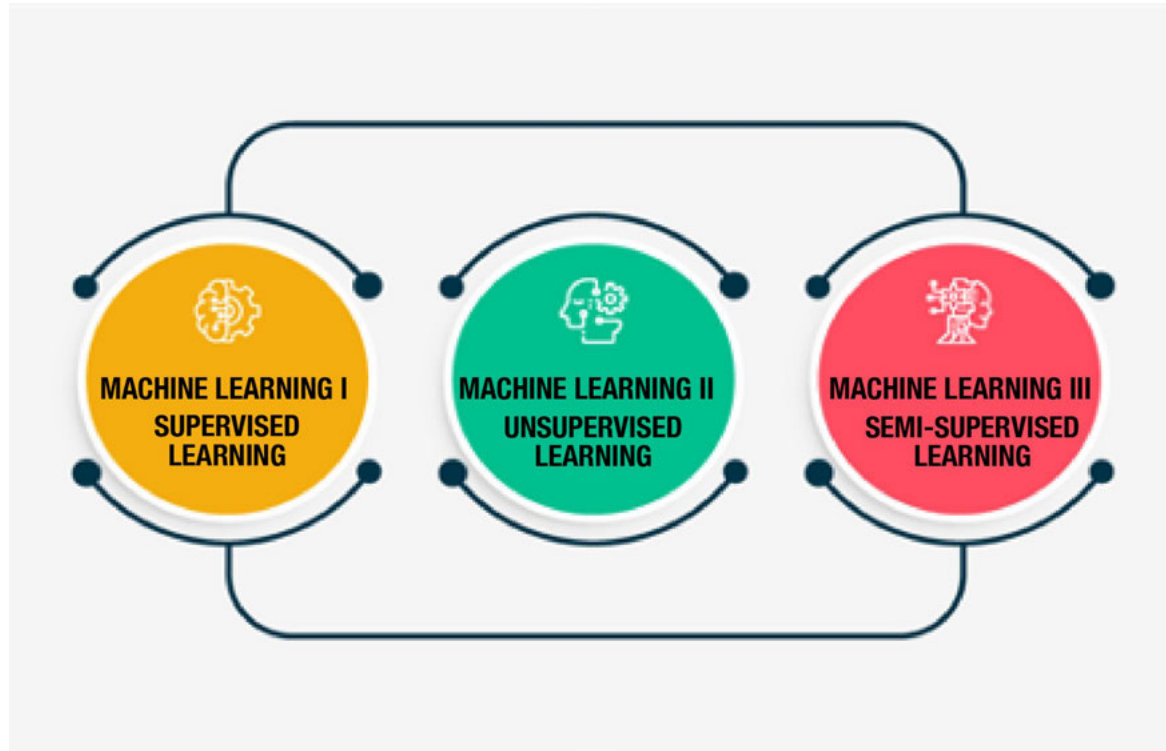 MACHINE LEARNING I
SUPERVISED
LEARNING
MACHINE LEARNING II
UNSUPERVISED
LEARNING
MACHINE LEARNING III
SEMI-SUPERVISED
LEARNING